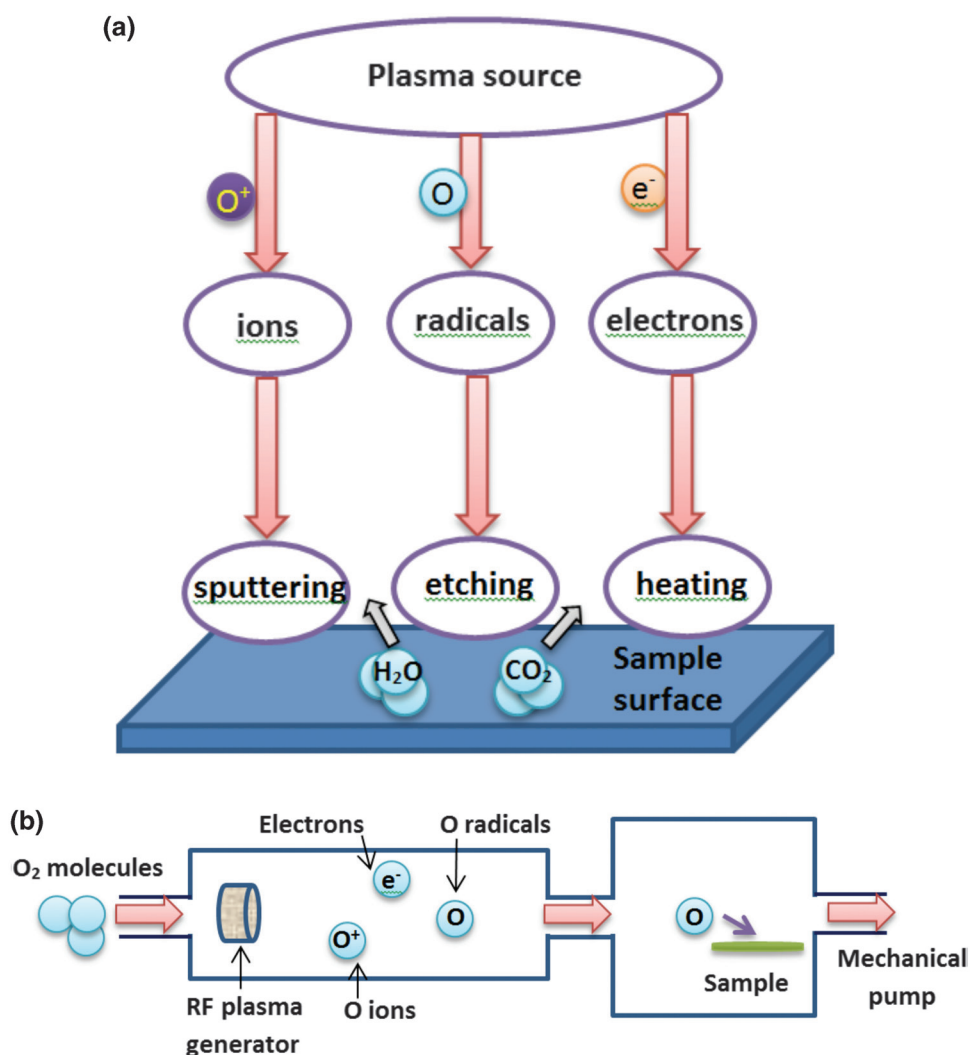 (a)
Plasma source
O⁺
O
e⁻
ions
radicals
electrons
sputtering
etching
heating
H₂O
CO₂
Sample
surface
(b)
Electrons
O radicals
O₂ molecules
e⁻
O
O⁺
O
RF plasma
generator
O ions
Sample
Mechanical
pump